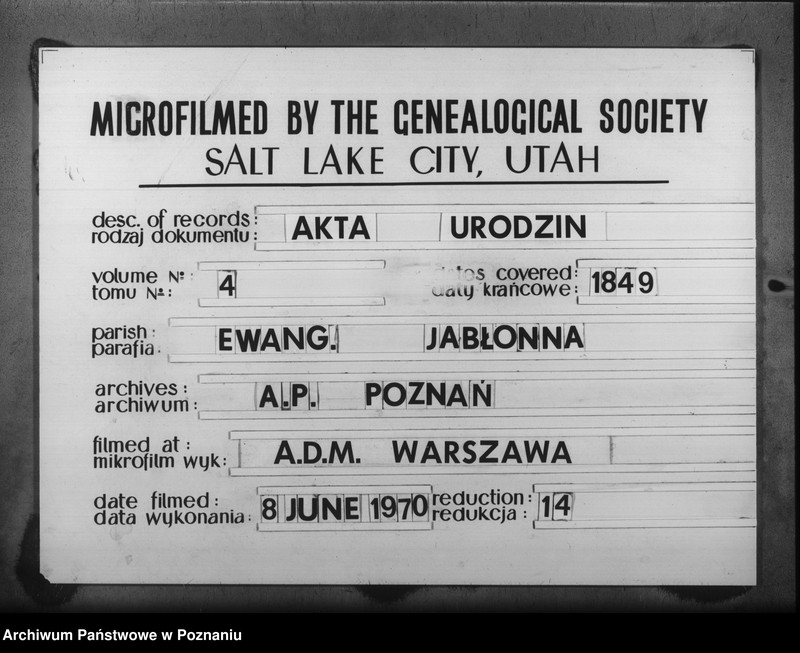 MICROFILMED BY THE GENEALOGICAL SOCIETY
SALT LAKE CITY, UTAH
desc. of records: AKTA URODZIN
rodzaj dokumentu:
volume No: 4
tomu No:
covered: 1849
daty krańcowe:
parish: EWANG. JABŁONNA
parafia:
archives: A.P. POZNAŃ
archiwum:
filmed at: A.D.M. WARSZAWA
mikrofilm wyk:
date filmed: 8 JUNE 1970 reduction: 14
data wykonania: redukcja:
Archiwum Państwowe w Poznaniu